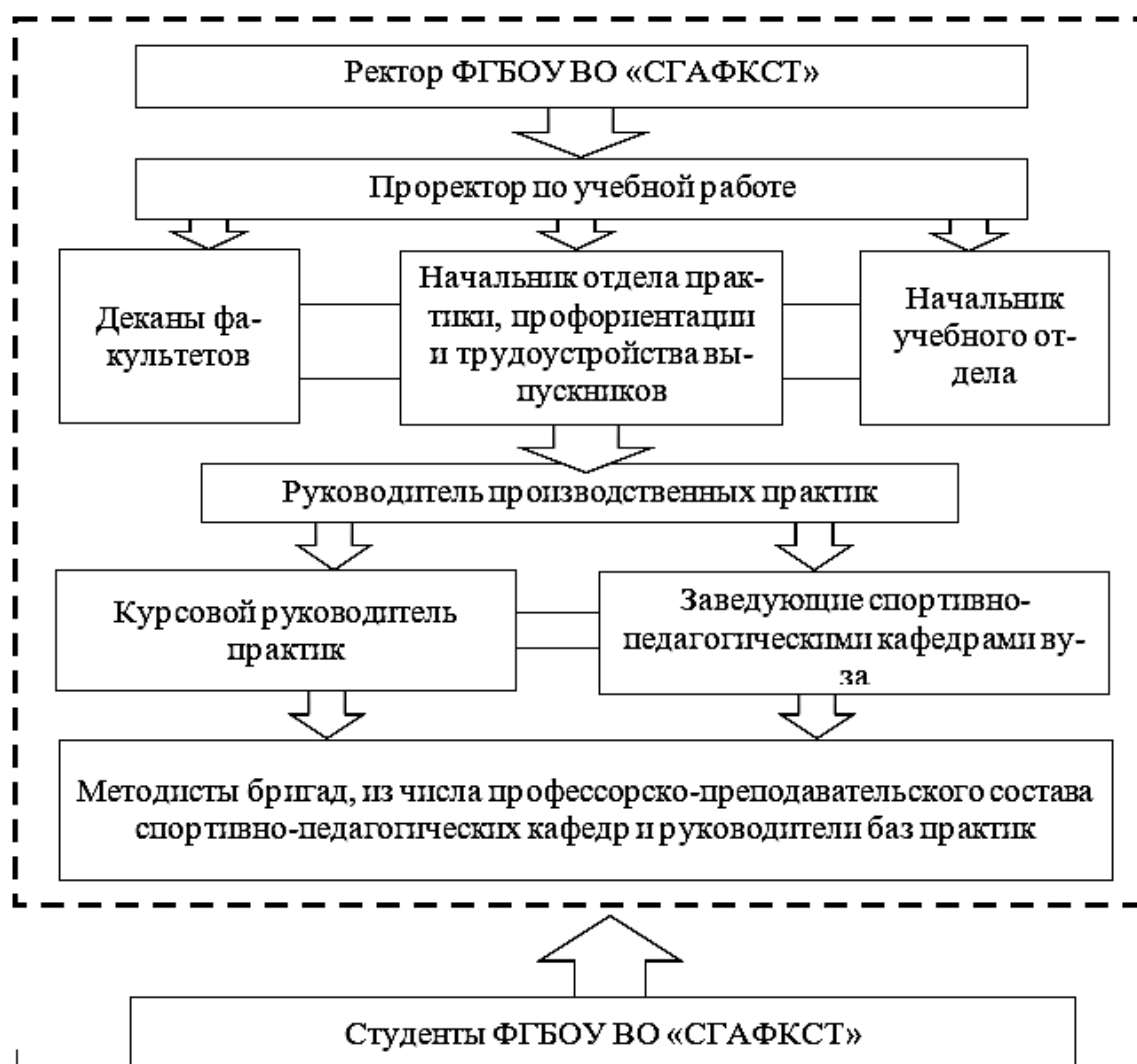 Ректор ФГБОУ ВО «СГАФКСТ»
Проректор по учебной работе
Деканы фа-
культетов
Начальник отдела прак-
тики, профориентации
и трудоустройства вы-
пускников
Начальник
учебного от-
дела
Руководитель производственных практик
Курсовой руководитель
практик
Заведующие спортивно-
педагогическими кафедрами ву-
за
Методисты бригад, из числа профессорско-преподавательского состава
спортивно-педагогических кафедр и руководители баз практик
Студенты ФГБОУ ВО «СГАФКСТ»